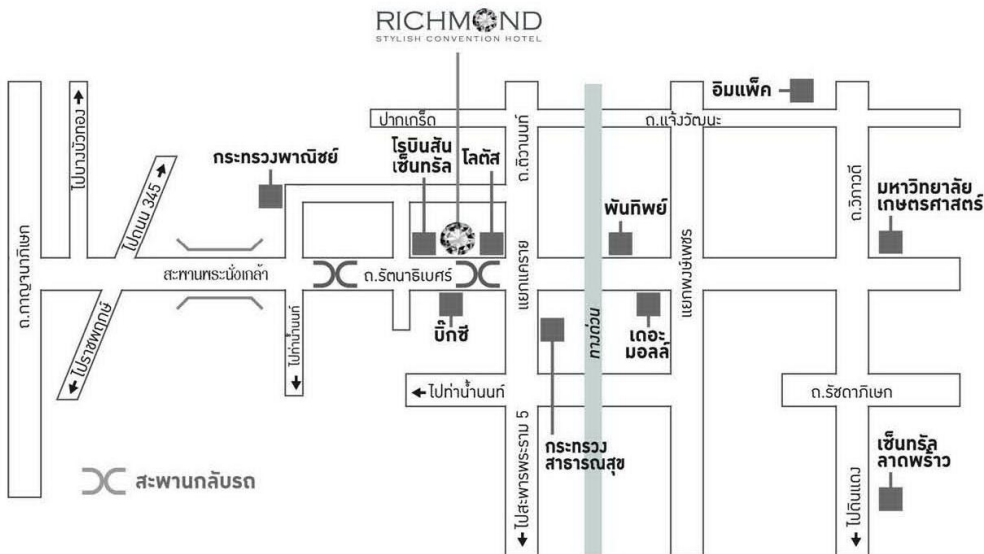 RICHMOND
STYLISH CONVENTION HOTEL
อิมแพ็ค
ปากเกร็ด
ถ.แจ้งวัฒนะ
ไปบางบัวทอง
กระทรวงพาณิชย์
โรบินสัน
เซ็นทรัล
โลตัส
ถ.ติวานนท์
ถ.วิภาวดี
ไปถนน 345
พันทิพย์
มหาวิทยาลัย
เกษตรศาสตร์
ถ.กาญจนาภิเษก
สะพานพระนั่งเกล้า
ถ.รัตนาธิเบศร์
แยกแคราย
แยกพงษ์เพชร
ไปราชพฤกษ์
ไปท่าน้ำนนท์
บิ๊กซี
ทางด่วน
เดอะ
มอลล์
ไปท่าน้ำนนท์
ถ.รัชดาภิเษก
กระทรวง
สาธารณสุข
ไปสะพานพระราม 5
เซ็นทรัล
ลาดพร้าว
ไปดินแดง
สะพานกลับรถ